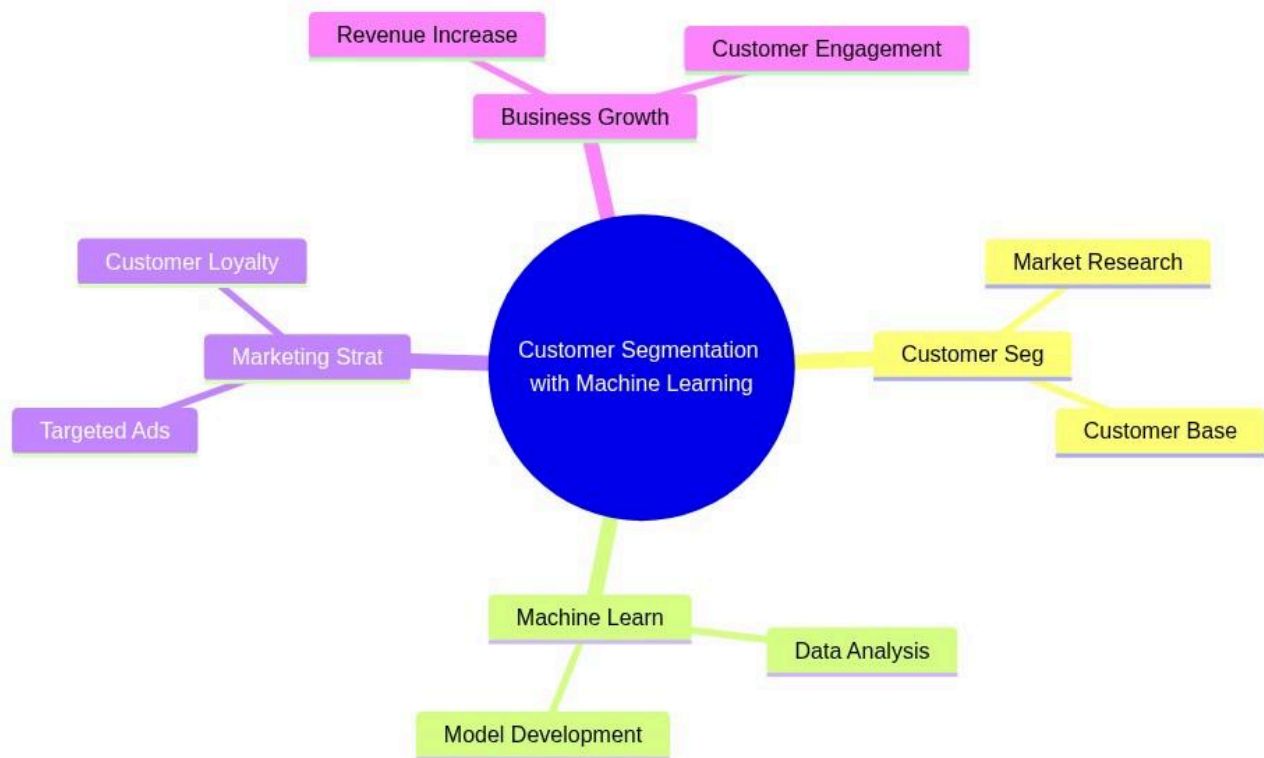 Revenue Increase
Customer Engagement
Business Growth
Customer Loyalty
Market Research
Marketing Strat
Customer Segmentation
with Machine Learning
Customer Seg
Targeted Ads
Customer Base
Machine Learn
Data Analysis
Model Development